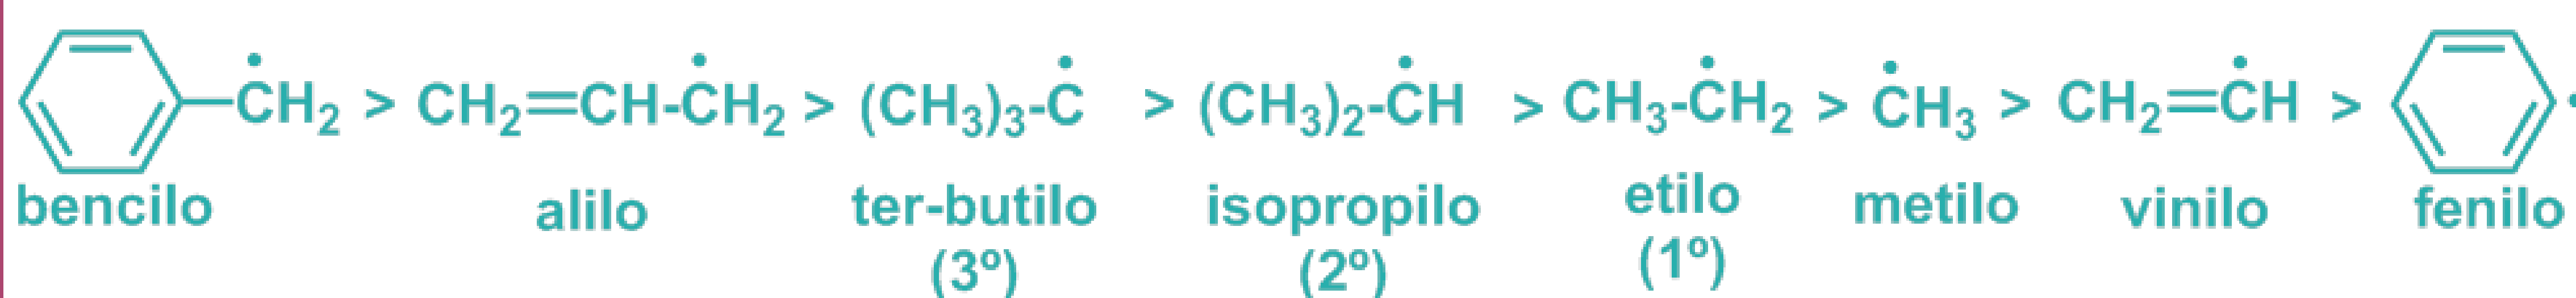 ĊH₂ > CH₂=CH-ĊH₂ > (CH₃)₃-Ċ > (CH₃)₂-ĊH > CH₃-ĊH₂ > ĊH₃ > CH₂=ĊH >
bencilo alilo ter-butilo isopropilo etilo metilo vinilo fenilo
(3º) (2º) (1º)